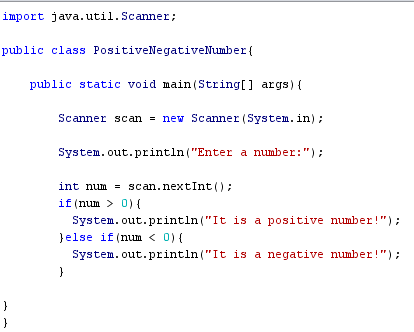 import java.util.Scanner;
public class PositiveNegativeNumber{
public static void main(String[] args){
Scanner scan = new Scanner(System.in);
System.out.println("Enter a number:");
int num = scan.nextInt();
if(num > 0){
System.out.println("It is a positive number!");
}else if(num < 0){
System.out.println("It is a negative number!");
}
}
}